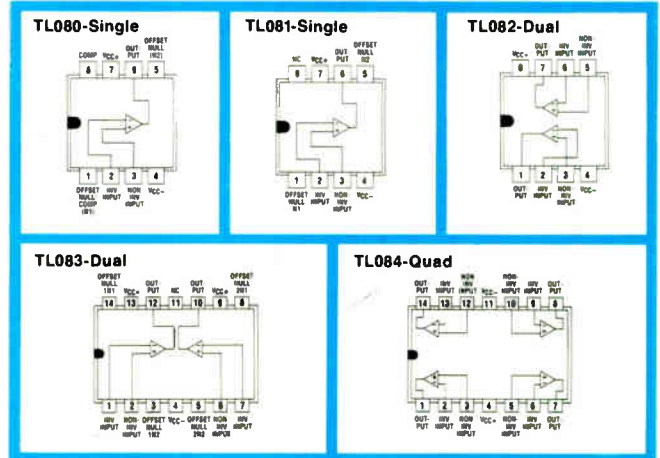 TL080-Single
OFFSET
OUT NULL
COMP VCC+ PUT (N2)
8 7 6 5
1 2 3 4
OFFSET INV NON VCC-
NULL INPUT INV
COMP INPUT
(N1)
TL081-Single
OFFSET
OUT NULL
NC VCC+ PUT N2
8 7 6 5
1 2 3 4
OFFSET INV NON VCC-
NULL INPUT INV
N1 INPUT
TL082-Dual
NON
OUT INV INV
VCC+ PUT INPUT INPUT
8 7 6 5
1 2 3 4
OUT INV NON VCC-
PUT INPUT INV
INPUT
TL083-Dual
OFFSET OFFSET
NULL OUT OUT NULL
1N1 VCC+ PUT NC PUT VCC+ 2N1
14 13 12 11 10 9 8
1 2 3 4 5 6 7
INV NON- OFFSET VCC- OFFSET NON INV
INPUT INV NULL NULL INV INPUT
INPUT 1N2 2N2 INPUT
TL084-Quad
NON NON-
OUT- INV INV INV INV OUT-
PUT INPUT INPUT VCC- INPUT INPUT PUT
14 13 12 11 10 9 8
1 2 3 4 5 6 7
OUT- INV NON VCC+ NON- INV OUT-
PUT INPUT INV INV INPUT PUT
INPUT INPUT